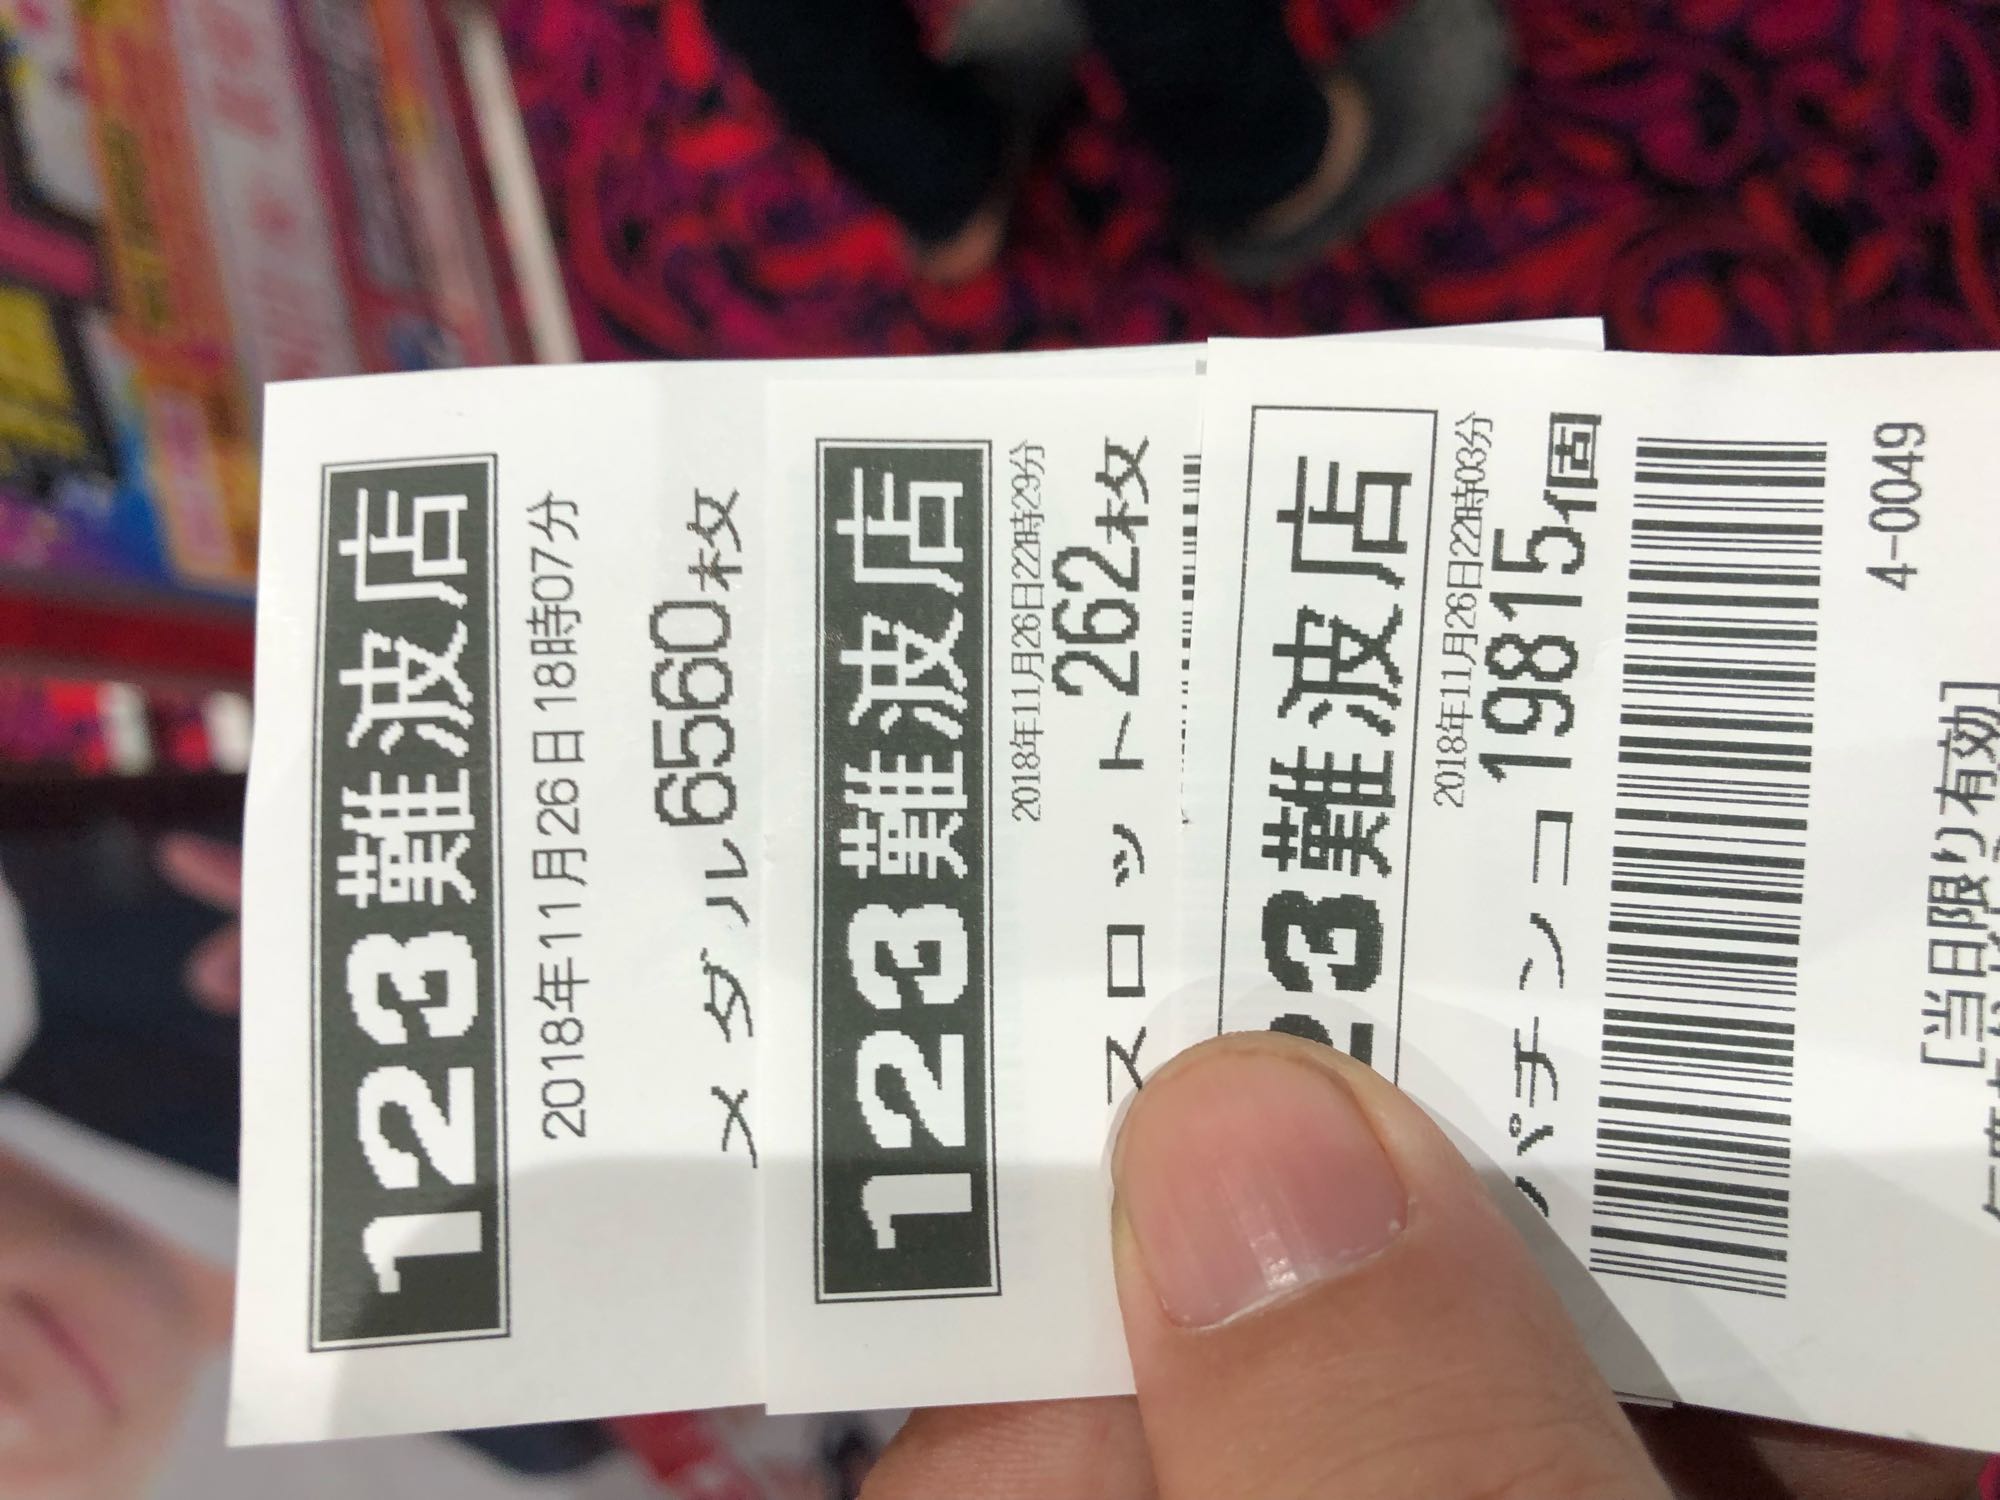 123難波店
2018年11月26日18時07分
メダル6560枚
123難波店
2018年11月26日22時29分
スロット262枚
23難波店
2018年11月26日22時03分
パチンコ19815個
4-0049
[当日限り有効]